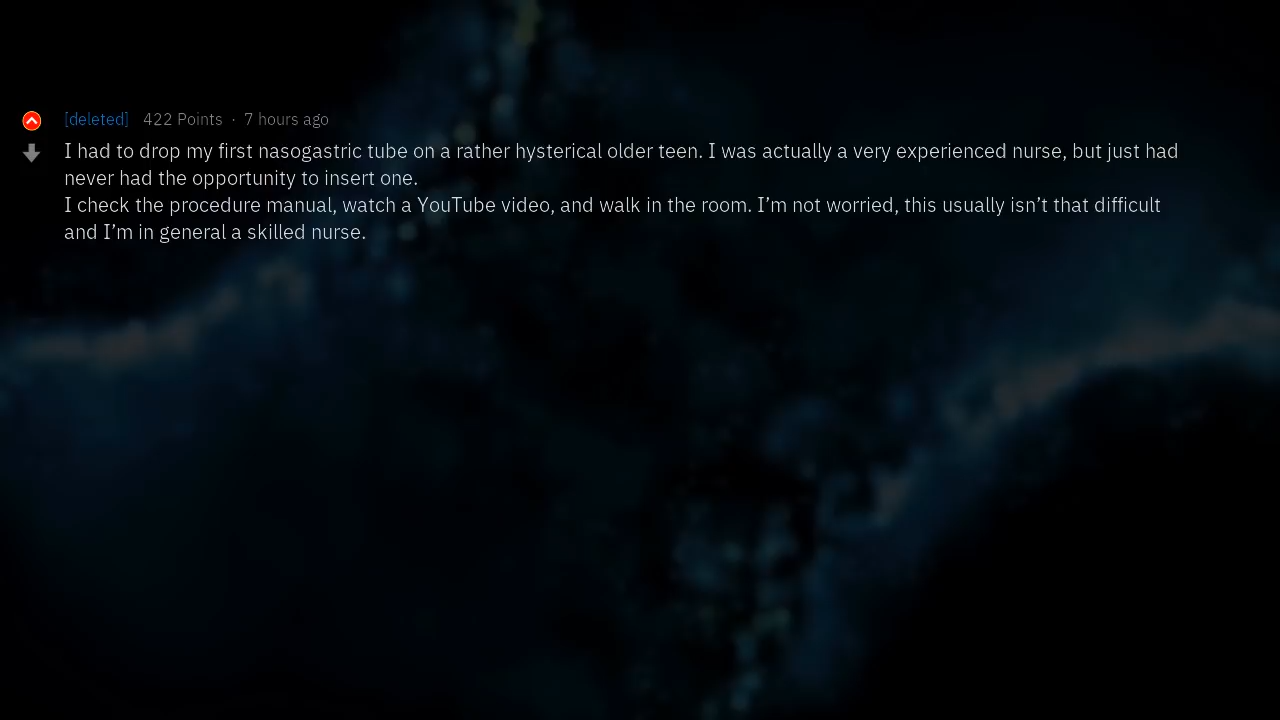 [deleted] 422 Points · 7 hours ago
I had to drop my first nasogastric tube on a rather hysterical older teen. I was actually a very experienced nurse, but just had
never had the opportunity to insert one.
I check the procedure manual, watch a YouTube video, and walk in the room. I’m not worried, this usually isn’t that difficult
and I’m in general a skilled nurse.